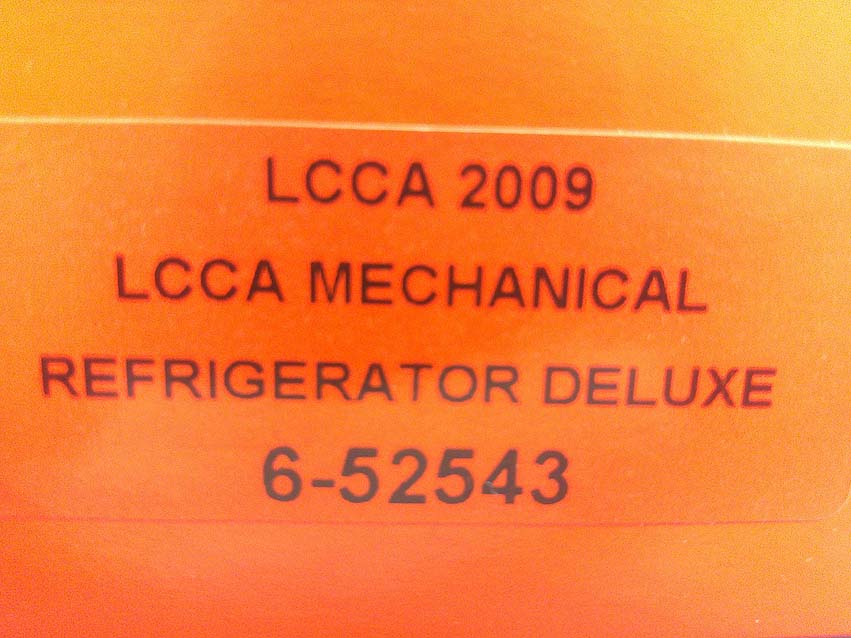 LCCA 2009
LCCA MECHANICAL
REFRIGERATOR DELUXE
6-52543